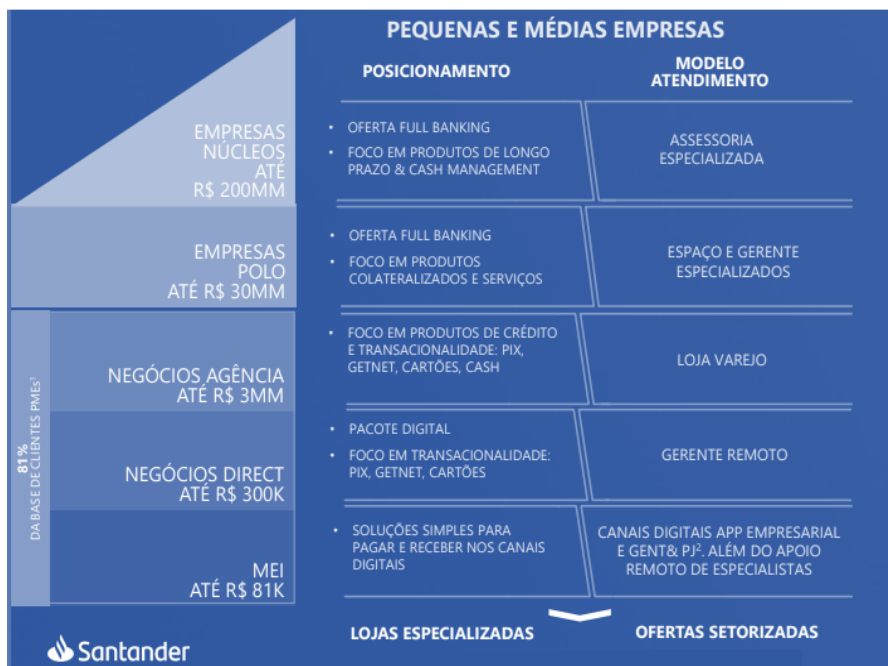 PEQUENAS E MÉDIAS EMPRESAS
POSICIONAMENTO
MODELO
ATENDIMENTO
EMPRESAS
NÚCLEOS
ATÉ
R$ 200MM
• OFERTA FULL BANKING
• FOCO EM PRODUTOS DE LONGO
PRAZO & CASH MANAGEMENT
ASSESSORIA
ESPECIALIZADA
EMPRESAS
POLO
ATÉ R$ 30MM
• OFERTA FULL BANKING
• FOCO EM PRODUTOS
COLATERALIZADOS E SERVIÇOS
ESPAÇO E GERENTE
ESPECIALIZADOS
81%
DA BASE DE CLIENTES PMEs¹
NEGÓCIOS AGÊNCIA
ATÉ R$ 3MM
• FOCO EM PRODUTOS DE CRÉDITO
E TRANSACIONALIDADE: PIX,
GETNET, CARTÕES, CASH
LOJA VAREJO
NEGÓCIOS DIRECT
ATÉ R$ 300K
• PACOTE DIGITAL
• FOCO EM TRANSACIONALIDADE:
PIX, GETNET, CARTÕES
GERENTE REMOTO
MEI
ATÉ R$ 81K
• SOLUÇÕES SIMPLES PARA
PAGAR E RECEBER NOS CANAIS
DIGITAIS
CANAIS DIGITAIS APP EMPRESARIAL
E GENT& PJ². ALÉM DO APOIO
REMOTO DE ESPECIALISTAS
LOJAS ESPECIALIZADAS
OFERTAS SETORIZADAS
Santander